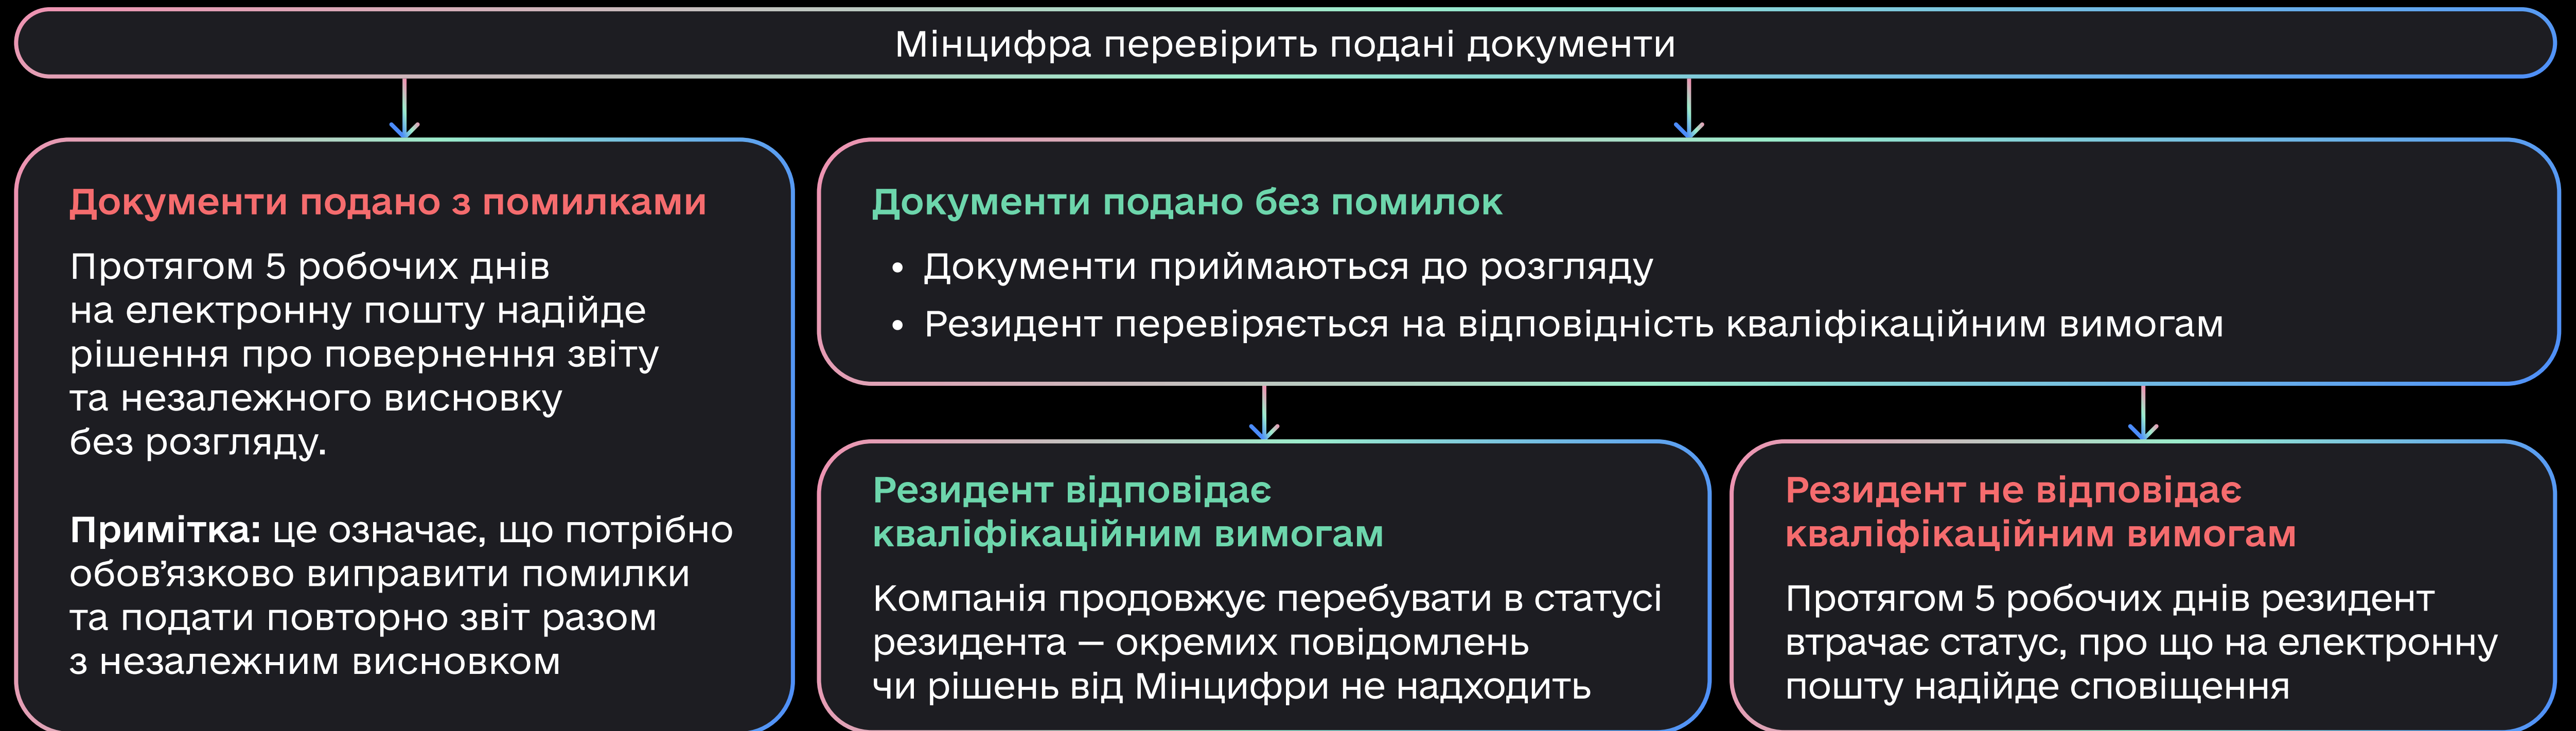 Мінцифра перевірить подані документи
Документи подано з помилками
Протягом 5 робочих днів
на електронну пошту надійде
рішення про повернення звіту
та незалежного висновку
без розгляду.
Примітка: це означає, що потрібно
обов’язково виправити помилки
та подати повторно звіт разом
з незалежним висновком
Документи подано без помилок
• Документи приймаються до розгляду
• Резидент перевіряється на відповідність кваліфікаційним вимогам
Резидент відповідає
кваліфікаційним вимогам
Компанія продовжує перебувати в статусі
резидента — окремих повідомлень
чи рішень від Мінцифри не надходить
Резидент не відповідає
кваліфікаційним вимогам
Протягом 5 робочих днів резидент
втрачає статус, про що на електронну
пошту надійде сповіщення